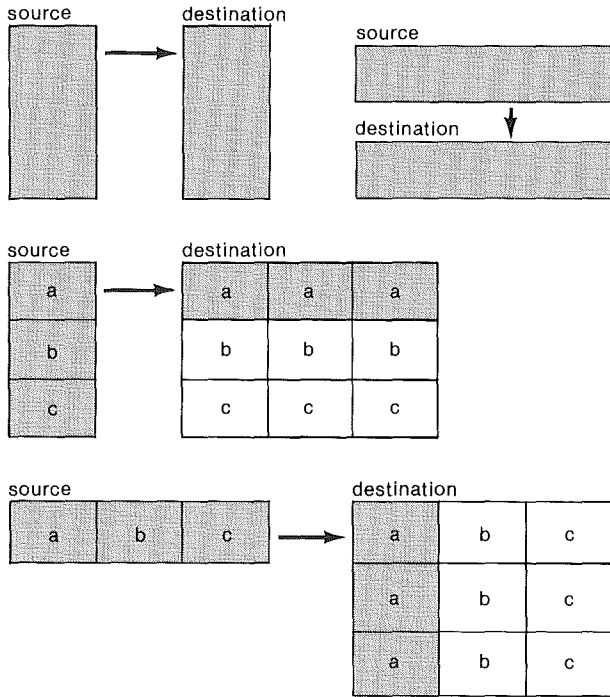 source destination
source
destination
source destination
a a a a
b b b b
c c c c
source destination
a b c a b c
a b c
a b c